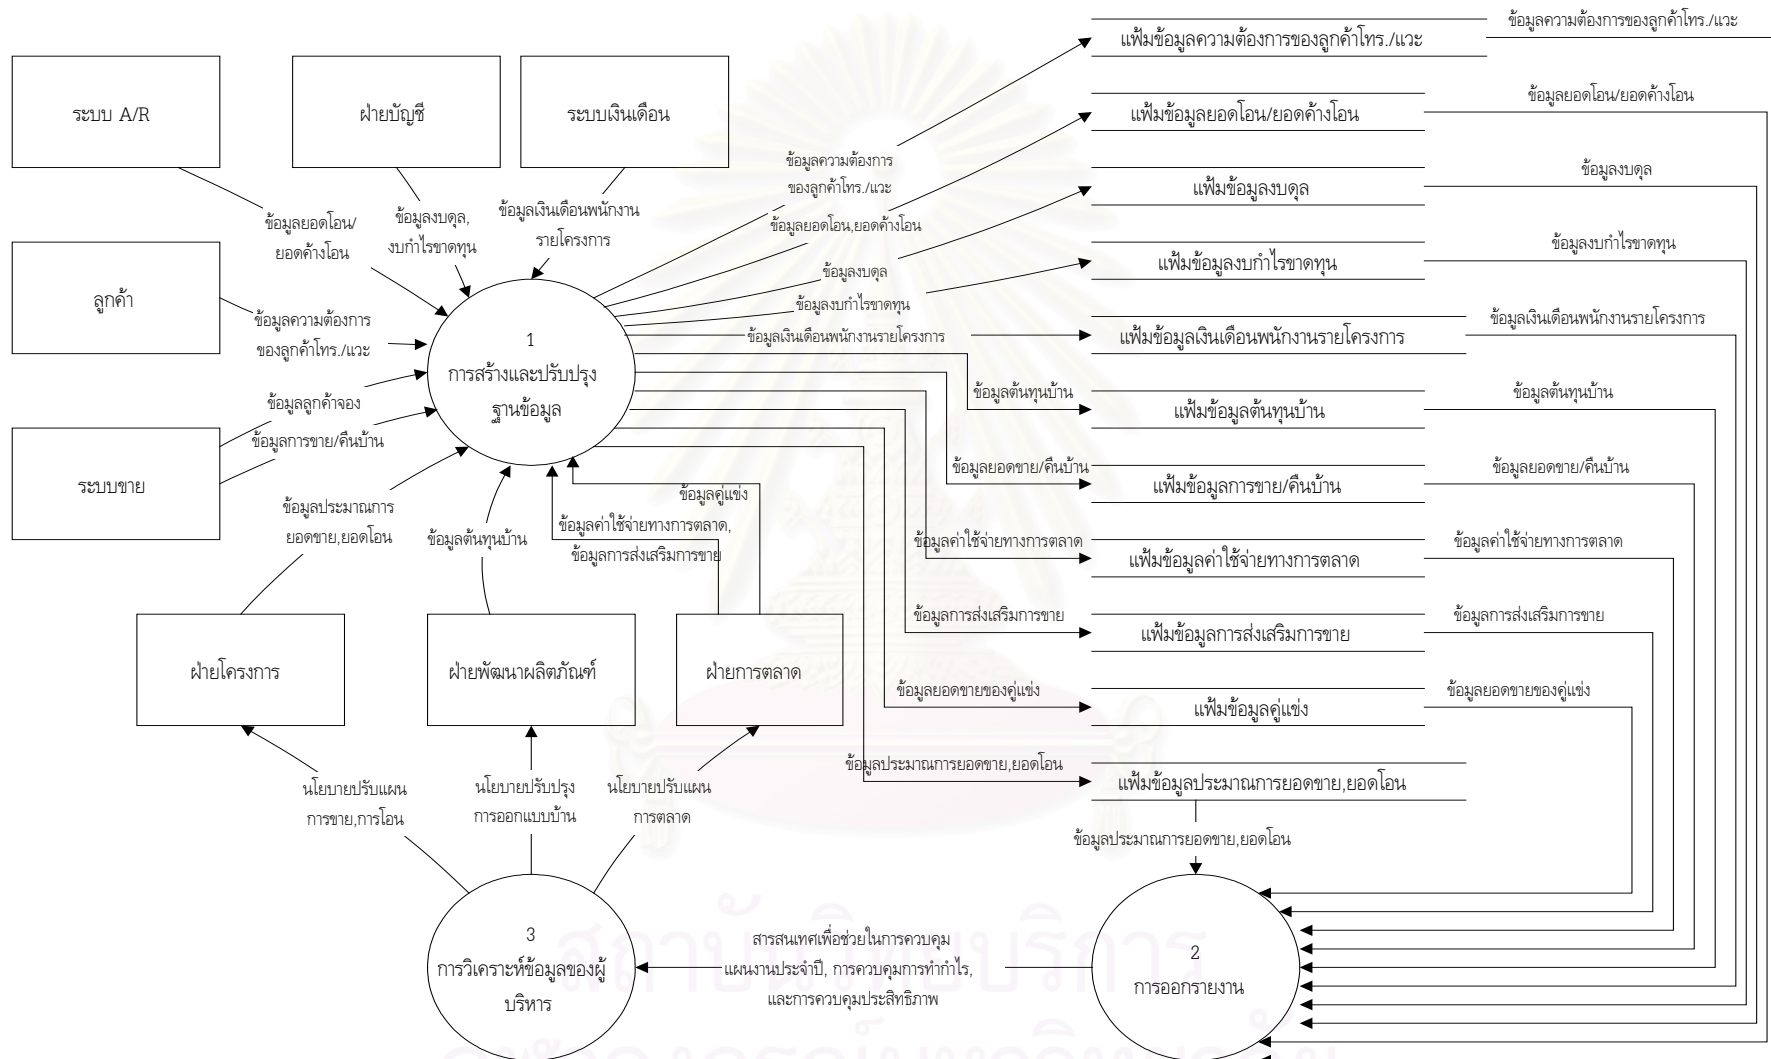 ข้อมูลความต้องการของลูกค้าโทร./แวะ
แฟ้มข้อมูลความต้องการของลูกค้าโทร./แวะ
ระบบ A/R
ฝ่ายบัญชี
ระบบเงินเดือน
ข้อมูลยอดโอน/ยอดค้างโอน
แฟ้มข้อมูลยอดโอน/ยอดค้างโอน
ข้อมูลความต้องการ
ของลูกค้าโทร./แวะ
ข้อมูลงบดุล
แฟ้มข้อมูลงบดุล
ข้อมูลยอดโอน/
ยอดค้างโอน
ข้อมูลงบดุล,
งบกำไรขาดทุน
ข้อมูลเงินเดือนพนักงาน
รายโครงการ
ข้อมูลยอดโอน,ยอดค้างโอน
ข้อมูลงบกำไรขาดทุน
แฟ้มข้อมูลงบกำไรขาดทุน
ข้อมูลงบดุล
ลูกค้า
ข้อมูลงบกำไรขาดทุน
ข้อมูลความต้องการ
ของลูกค้าโทร./แวะ
1
การสร้างและปรับปรุง
ฐานข้อมูล
ข้อมูลเงินเดือนพนักงานรายโครงการ
แฟ้มข้อมูลเงินเดือนพนักงานรายโครงการ
ข้อมูลเงินเดือนพนักงานรายโครงการ
ข้อมูลลูกค้าจอง
ข้อมูลการขาย/คืนบ้าน
ข้อมูลต้นทุนบ้าน
แฟ้มข้อมูลต้นทุนบ้าน
ข้อมูลต้นทุนบ้าน
ระบบขาย
ข้อมูลยอดขาย/คืนบ้าน
แฟ้มข้อมูลการขาย/คืนบ้าน
ข้อมูลยอดขาย/คืนบ้าน
ข้อมูลประมาณการ
ยอดขาย,ยอดโอน
ข้อมูลต้นทุนบ้าน
ข้อมูลคู่แข่ง
ข้อมูลค่าใช้จ่ายทางการตลาด,
ข้อมูลการส่งเสริมการขาย
ข้อมูลค่าใช้จ่ายทางการตลาด
แฟ้มข้อมูลค่าใช้จ่ายทางการตลาด
ข้อมูลค่าใช้จ่ายทางการตลาด
ข้อมูลการส่งเสริมการขาย
แฟ้มข้อมูลการส่งเสริมการขาย
ข้อมูลการส่งเสริมการขาย
ฝ่ายโครงการ
ฝ่ายพัฒนาผลิตภัณฑ์
ฝ่ายการตลาด
ข้อมูลยอดขายของคู่แข่ง
แฟ้มข้อมูลคู่แข่ง
ข้อมูลยอดขายของคู่แข่ง
ข้อมูลประมาณการยอดขาย,ยอดโอน
แฟ้มข้อมูลประมาณการยอดขาย,ยอดโอน
นโยบายปรับแผน
การขาย,การโอน
นโยบายปรับปรุง
การออกแบบบ้าน
นโยบายปรับแผน
การตลาด
ข้อมูลประมาณการยอดขาย,ยอดโอน
3
การวิเคราะห์ข้อมูลของผู้
บริหาร
สารสนเทศเพื่อช่วยในการควบคุม
แผนงานประจำปี, การควบคุมการทำกำไร,
และการควบคุมประสิทธิภาพ
2
การออกรายงาน
สถาบันวิทยบริการ